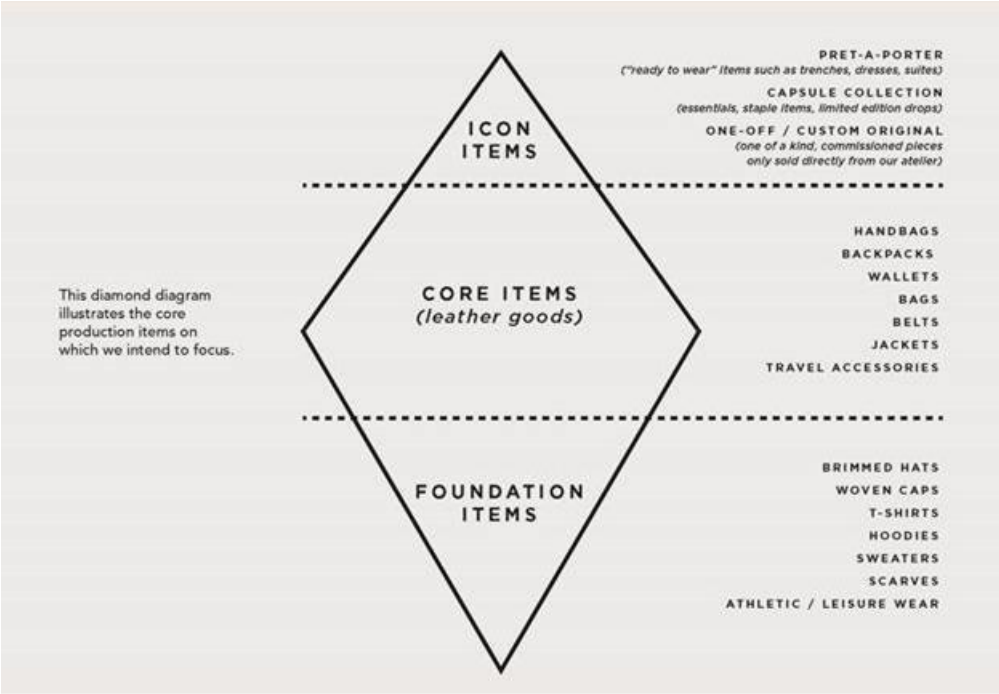 PRET-A-PORTER
("ready to wear" items such as trenches, dresses, suites)
CAPSULE COLLECTION
(essentials, staple items, limited edition drops)
ONE-OFF / CUSTOM ORIGINAL
(one of a kind, commissioned pieces
only sold directly from our atelier)
ICON
ITEMS
HANDBAGS
BACKPACKS
WALLETS
BAGS
BELTS
JACKETS
TRAVEL ACCESSORIES
CORE ITEMS
(leather goods)
This diamond diagram
illustrates the core
production items on
which we intend to focus.
FOUNDATION
ITEMS
BRIMMED HATS
WOVEN CAPS
T-SHIRTS
HOODIES
SWEATERS
SCARVES
ATHLETIC / LEISURE WEAR